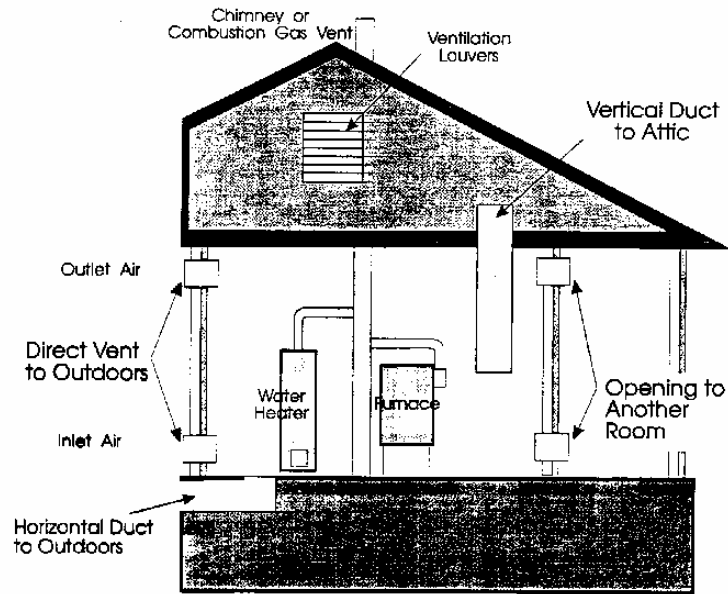 Chimney or
Combustion Gas Vent
Ventilation
Louvers
Vertical Duct
to Attic
Outlet Air
Direct Vent
to Outdoors
Water
Heater
Furnace
Opening to
Another
Room
Inlet Air
Horizontal Duct
to Outdoors